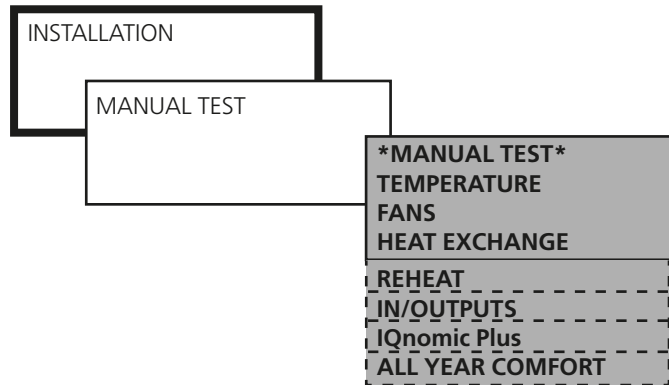 INSTALLATION
MANUAL TEST
*MANUAL TEST*
TEMPERATURE
FANS
HEAT EXCHANGE
REHEAT
IN/OUTPUTS
IQnomic Plus
ALL YEAR COMFORT